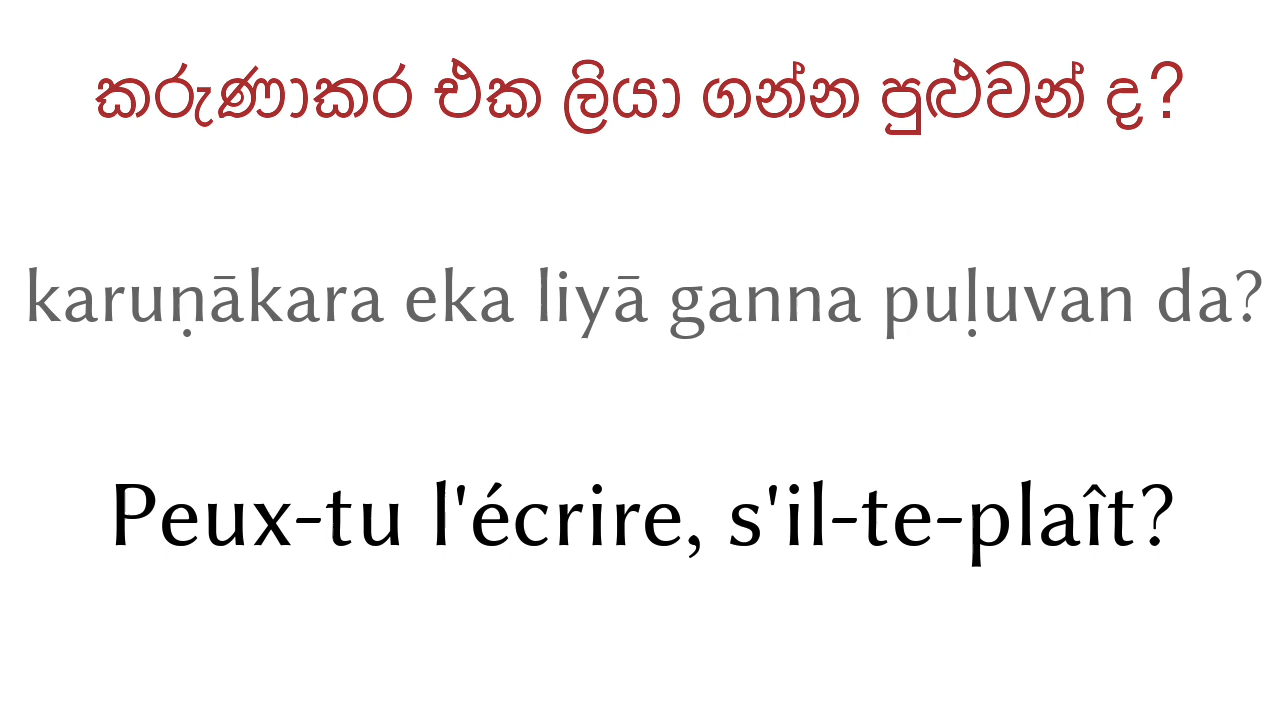 කරුණාකර එක ලියා ගන්න පුළුවන් ද?
karuṇākara eka liyā ganna puḷuvan da?
Peux-tu l'écrire, s'il-te-plaît?